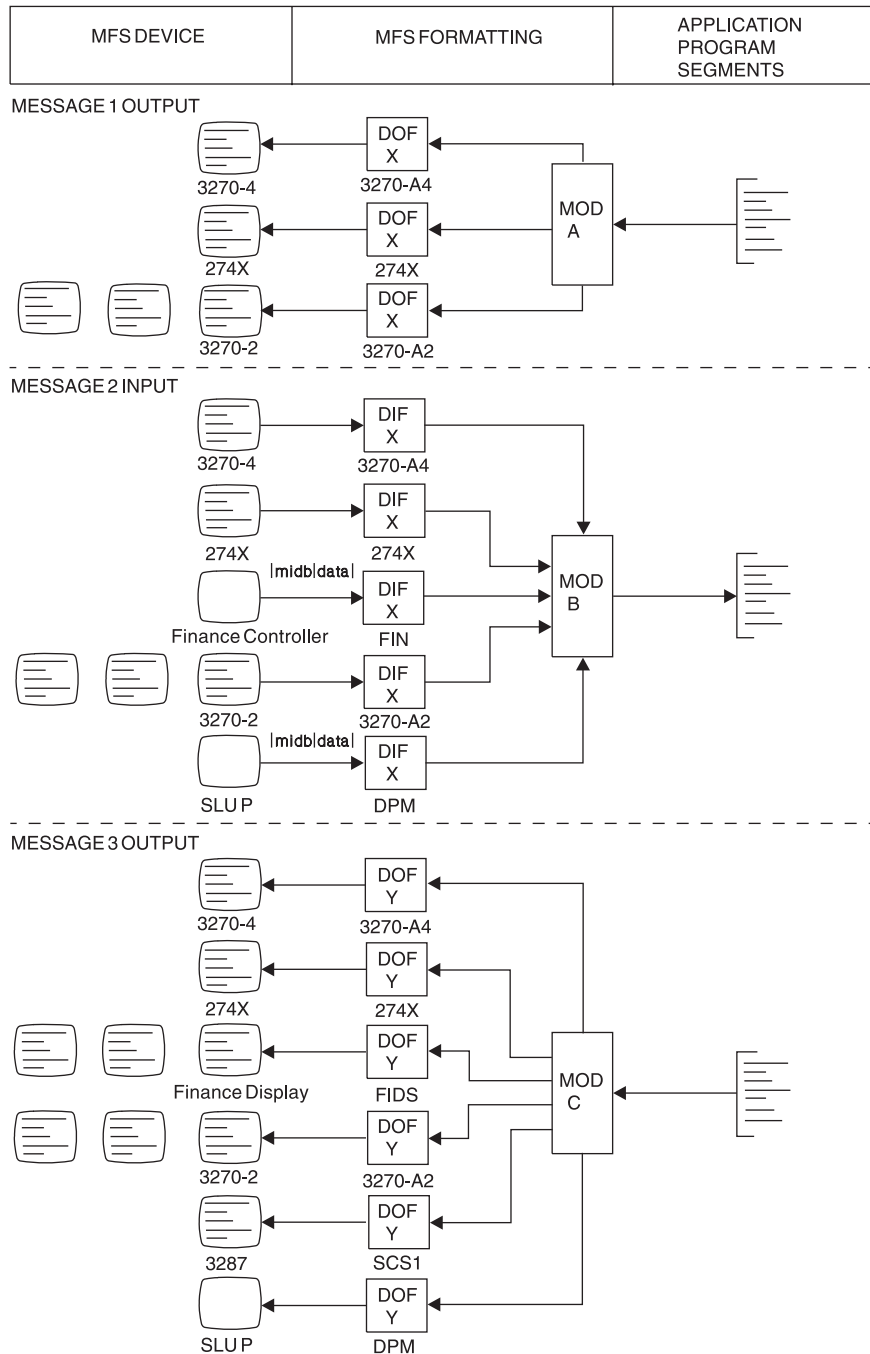 MFS DEVICE
MFS FORMATTING
APPLICATION
PROGRAM
SEGMENTS
MESSAGE 1 OUTPUT
DOF
X
3270-4
3270-A4
DOF
X
MOD
A
274X
274X
DOF
X
3270-2
3270-A2
MESSAGE 2 INPUT
DIF
X
3270-4
3270-A4
DIF
X
274X
274X
|midb|data|
DIF
X
MOD
B
Finance Controller
FIN
DIF
X
3270-2
3270-A2
|midb|data|
DIF
X
SLU P
DPM
MESSAGE 3 OUTPUT
DOF
Y
3270-4
3270-A4
DOF
Y
274X
274X
DOF
Y
MOD
C
Finance Display
FIDS
DOF
Y
3270-2
3270-A2
DOF
Y
3287
SCS1
DOF
Y
SLU P
DPM